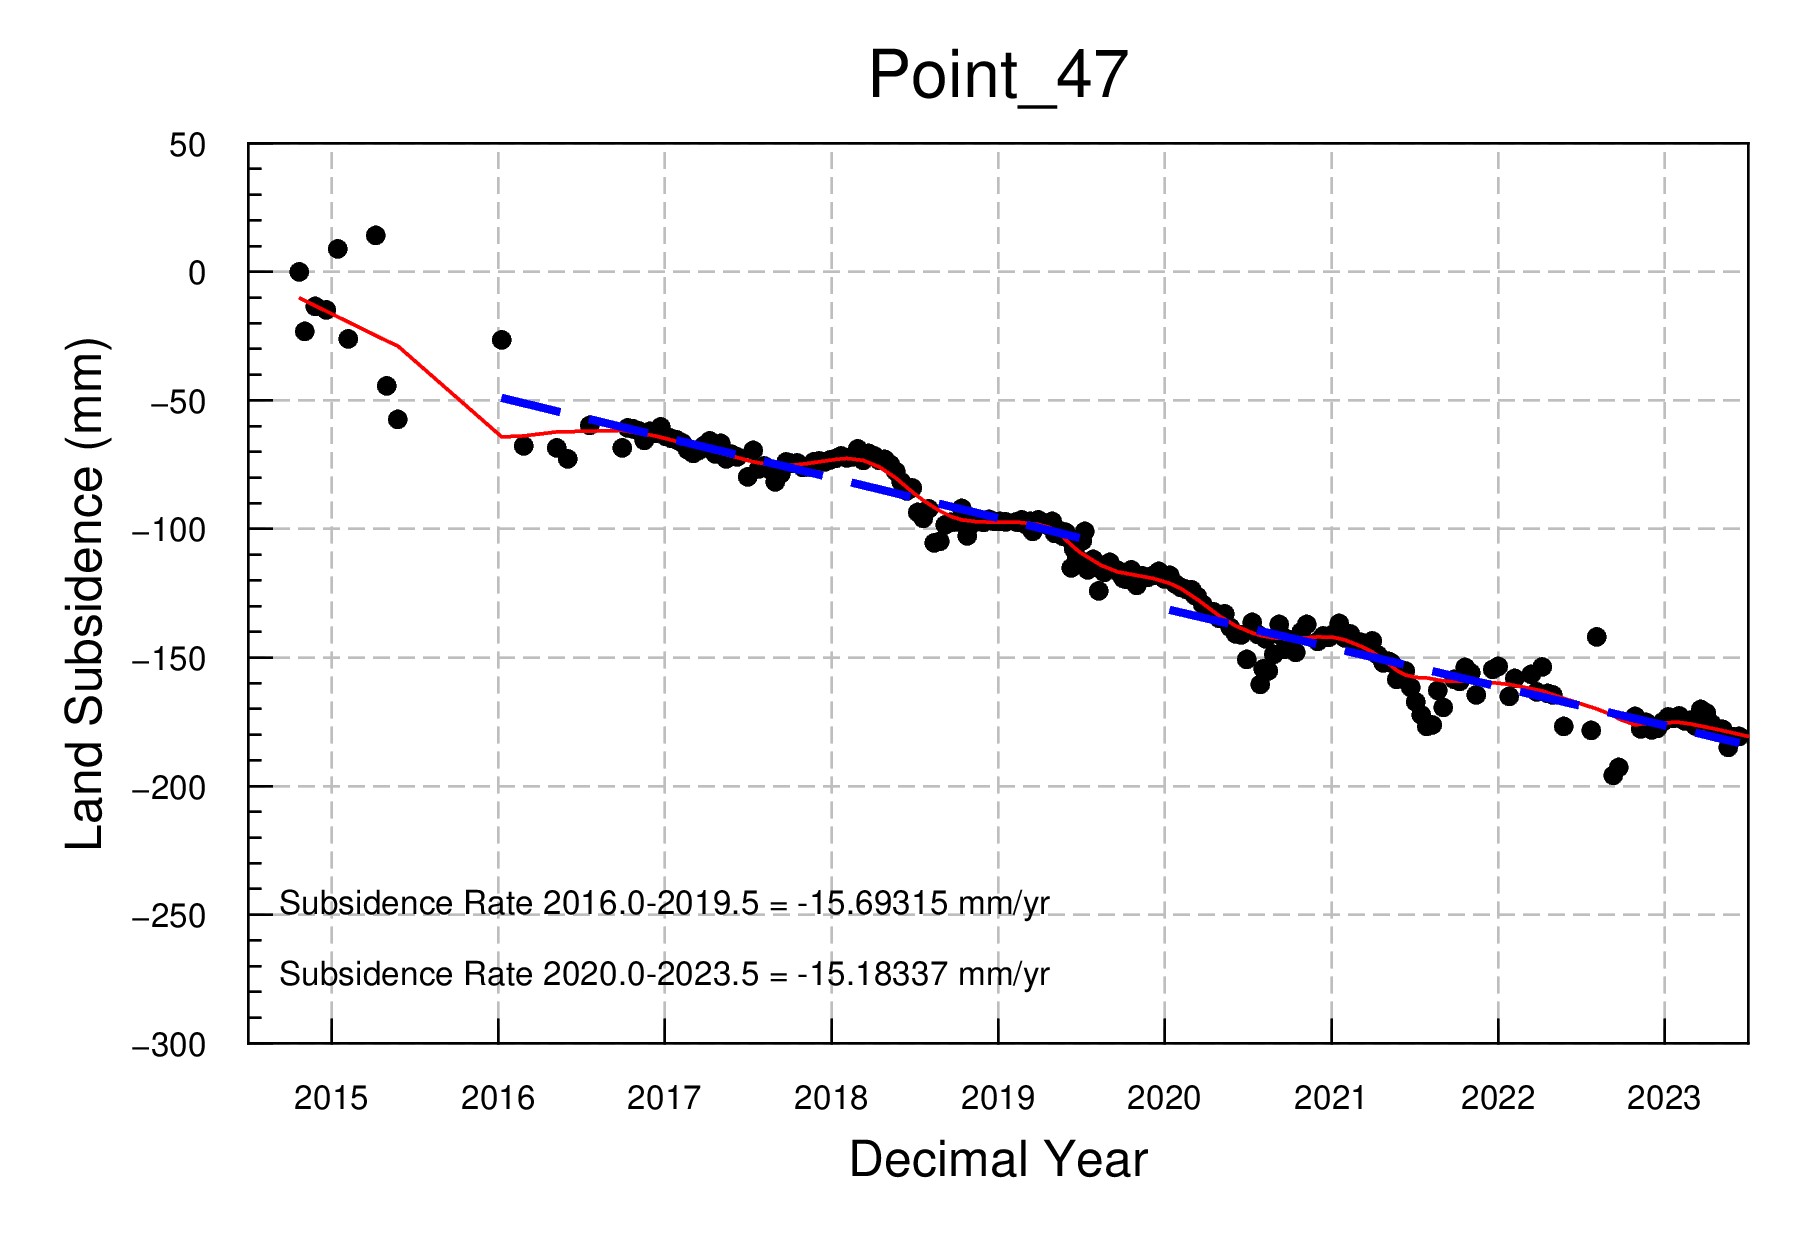 Point_47
50
0
−50
−100
−150
−200
−250
−300
Land Subsidence (mm)
Subsidence Rate 2016.0-2019.5 = -15.69315 mm/yr
Subsidence Rate 2020.0-2023.5 = -15.18337 mm/yr
2015 2016 2017 2018 2019 2020 2021 2022 2023
Decimal Year